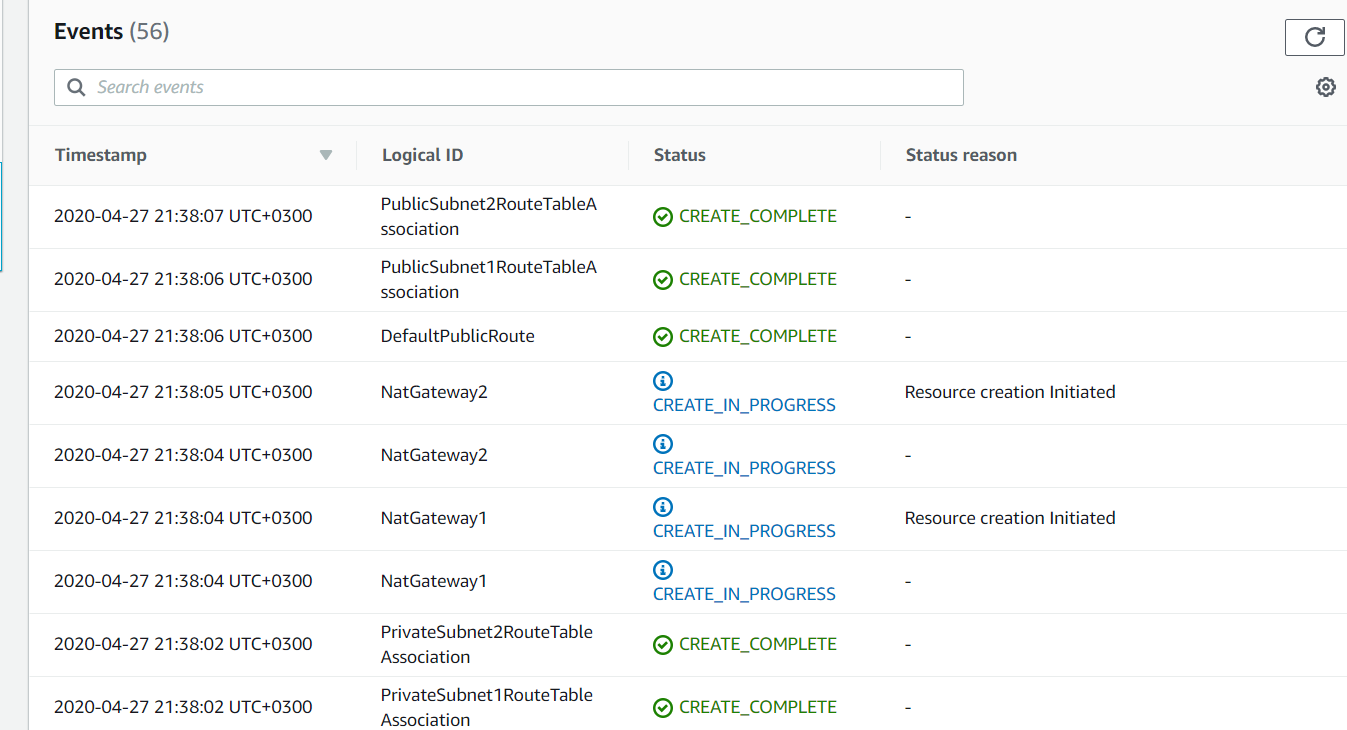 Events (56)
Search events
Timestamp Logical ID Status Status reason
2020-04-27 21:38:07 UTC+0300 PublicSubnet2RouteTableA CREATE_COMPLETE -
ssociation
2020-04-27 21:38:06 UTC+0300 PublicSubnet1RouteTableA CREATE_COMPLETE -
ssociation
2020-04-27 21:38:06 UTC+0300 DefaultPublicRoute CREATE_COMPLETE -
2020-04-27 21:38:05 UTC+0300 NatGateway2 CREATE_IN_PROGRESS Resource creation Initiated
2020-04-27 21:38:04 UTC+0300 NatGateway2 CREATE_IN_PROGRESS -
2020-04-27 21:38:04 UTC+0300 NatGateway1 CREATE_IN_PROGRESS Resource creation Initiated
2020-04-27 21:38:04 UTC+0300 NatGateway1 CREATE_IN_PROGRESS -
2020-04-27 21:38:02 UTC+0300 PrivateSubnet2RouteTable CREATE_COMPLETE -
Association
2020-04-27 21:38:02 UTC+0300 PrivateSubnet1RouteTable CREATE_COMPLETE -
Association